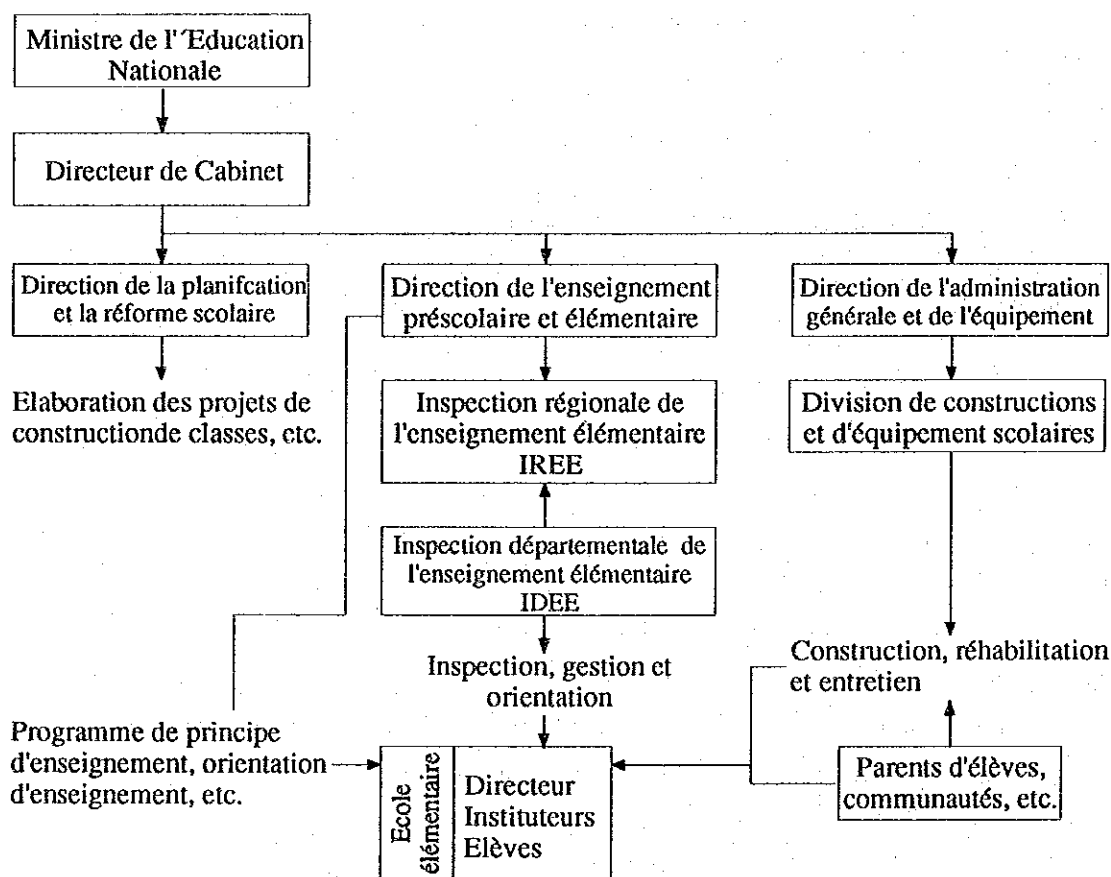 Ministre de l' ́Education
Nationale
Directeur de Cabinet
Direction de la planifcation
et la réforme scolaire
Direction de l'enseignement
préscolaire et élémentaire
Direction de l'administration
générale et de l'équipement
Elaboration des projets de
constructionde classes, etc.
Inspection régionale de
l'enseignement élémentaire
IREE
Division de constructions
et d'équipement scolaires
Inspection départementale de
l'enseignement élémentaire
IDEE
Inspection, gestion et
orientation
Construction, réhabilitation
et entretien
Programme de principe
d'enseignement, orientation
d'enseignement, etc.
Ecole
élémentaire
Directeur
Instituteurs
Elèves
Parents d'élèves,
communautés, etc.